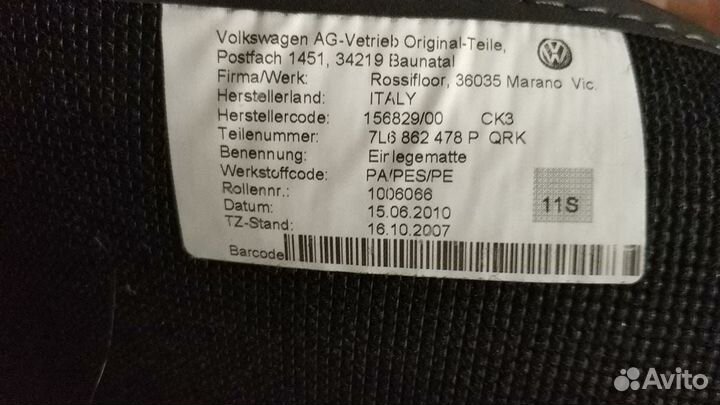 Volkswagen AG-Vetrieb Original-Teile,
Postfach 1451, 34219 Baunatal
Firma/Werk: Rossifloor, 36035 Marano Vic.
Herstellerland: ITALY
Herstellercode: 156829/00 CK3
Teilenummer: 7L6 862 478 P QRK
Benennung: Einlegematte
Werkstoffcode: PA/PES/PE
Rollennr.: 1006066
Datum: 15.06.2010
TZ-Stand: 16.10.2007
11S
Barcode
Avito